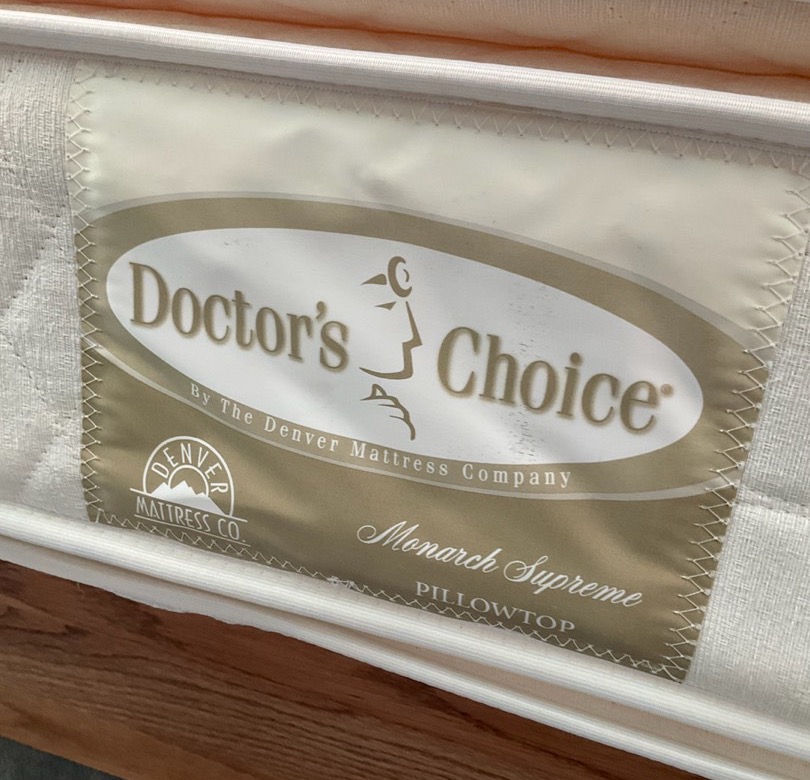 Doctor's Choice®
By The Denver Mattress Company
DENVER
MATTRESS CO.
Monarch Supreme
PILLOWTOP